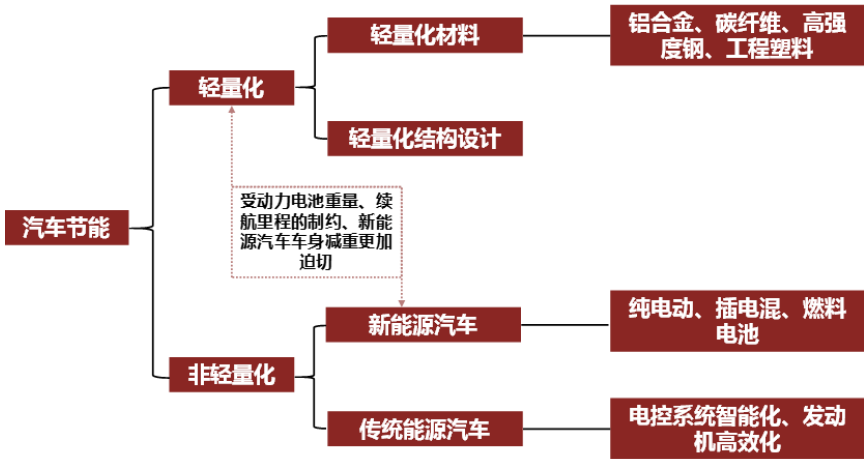 轻量化材料
铝合金、碳纤维、高强
度钢、工程塑料
轻量化
轻量化结构设计
受动力电池重量、续
航里程的制约、新能
源汽车车身减重更加
迫切
汽车节能
新能源汽车
纯电动、插电混、燃料
电池
非轻量化
传统能源汽车
电控系统智能化、发动
机高效化